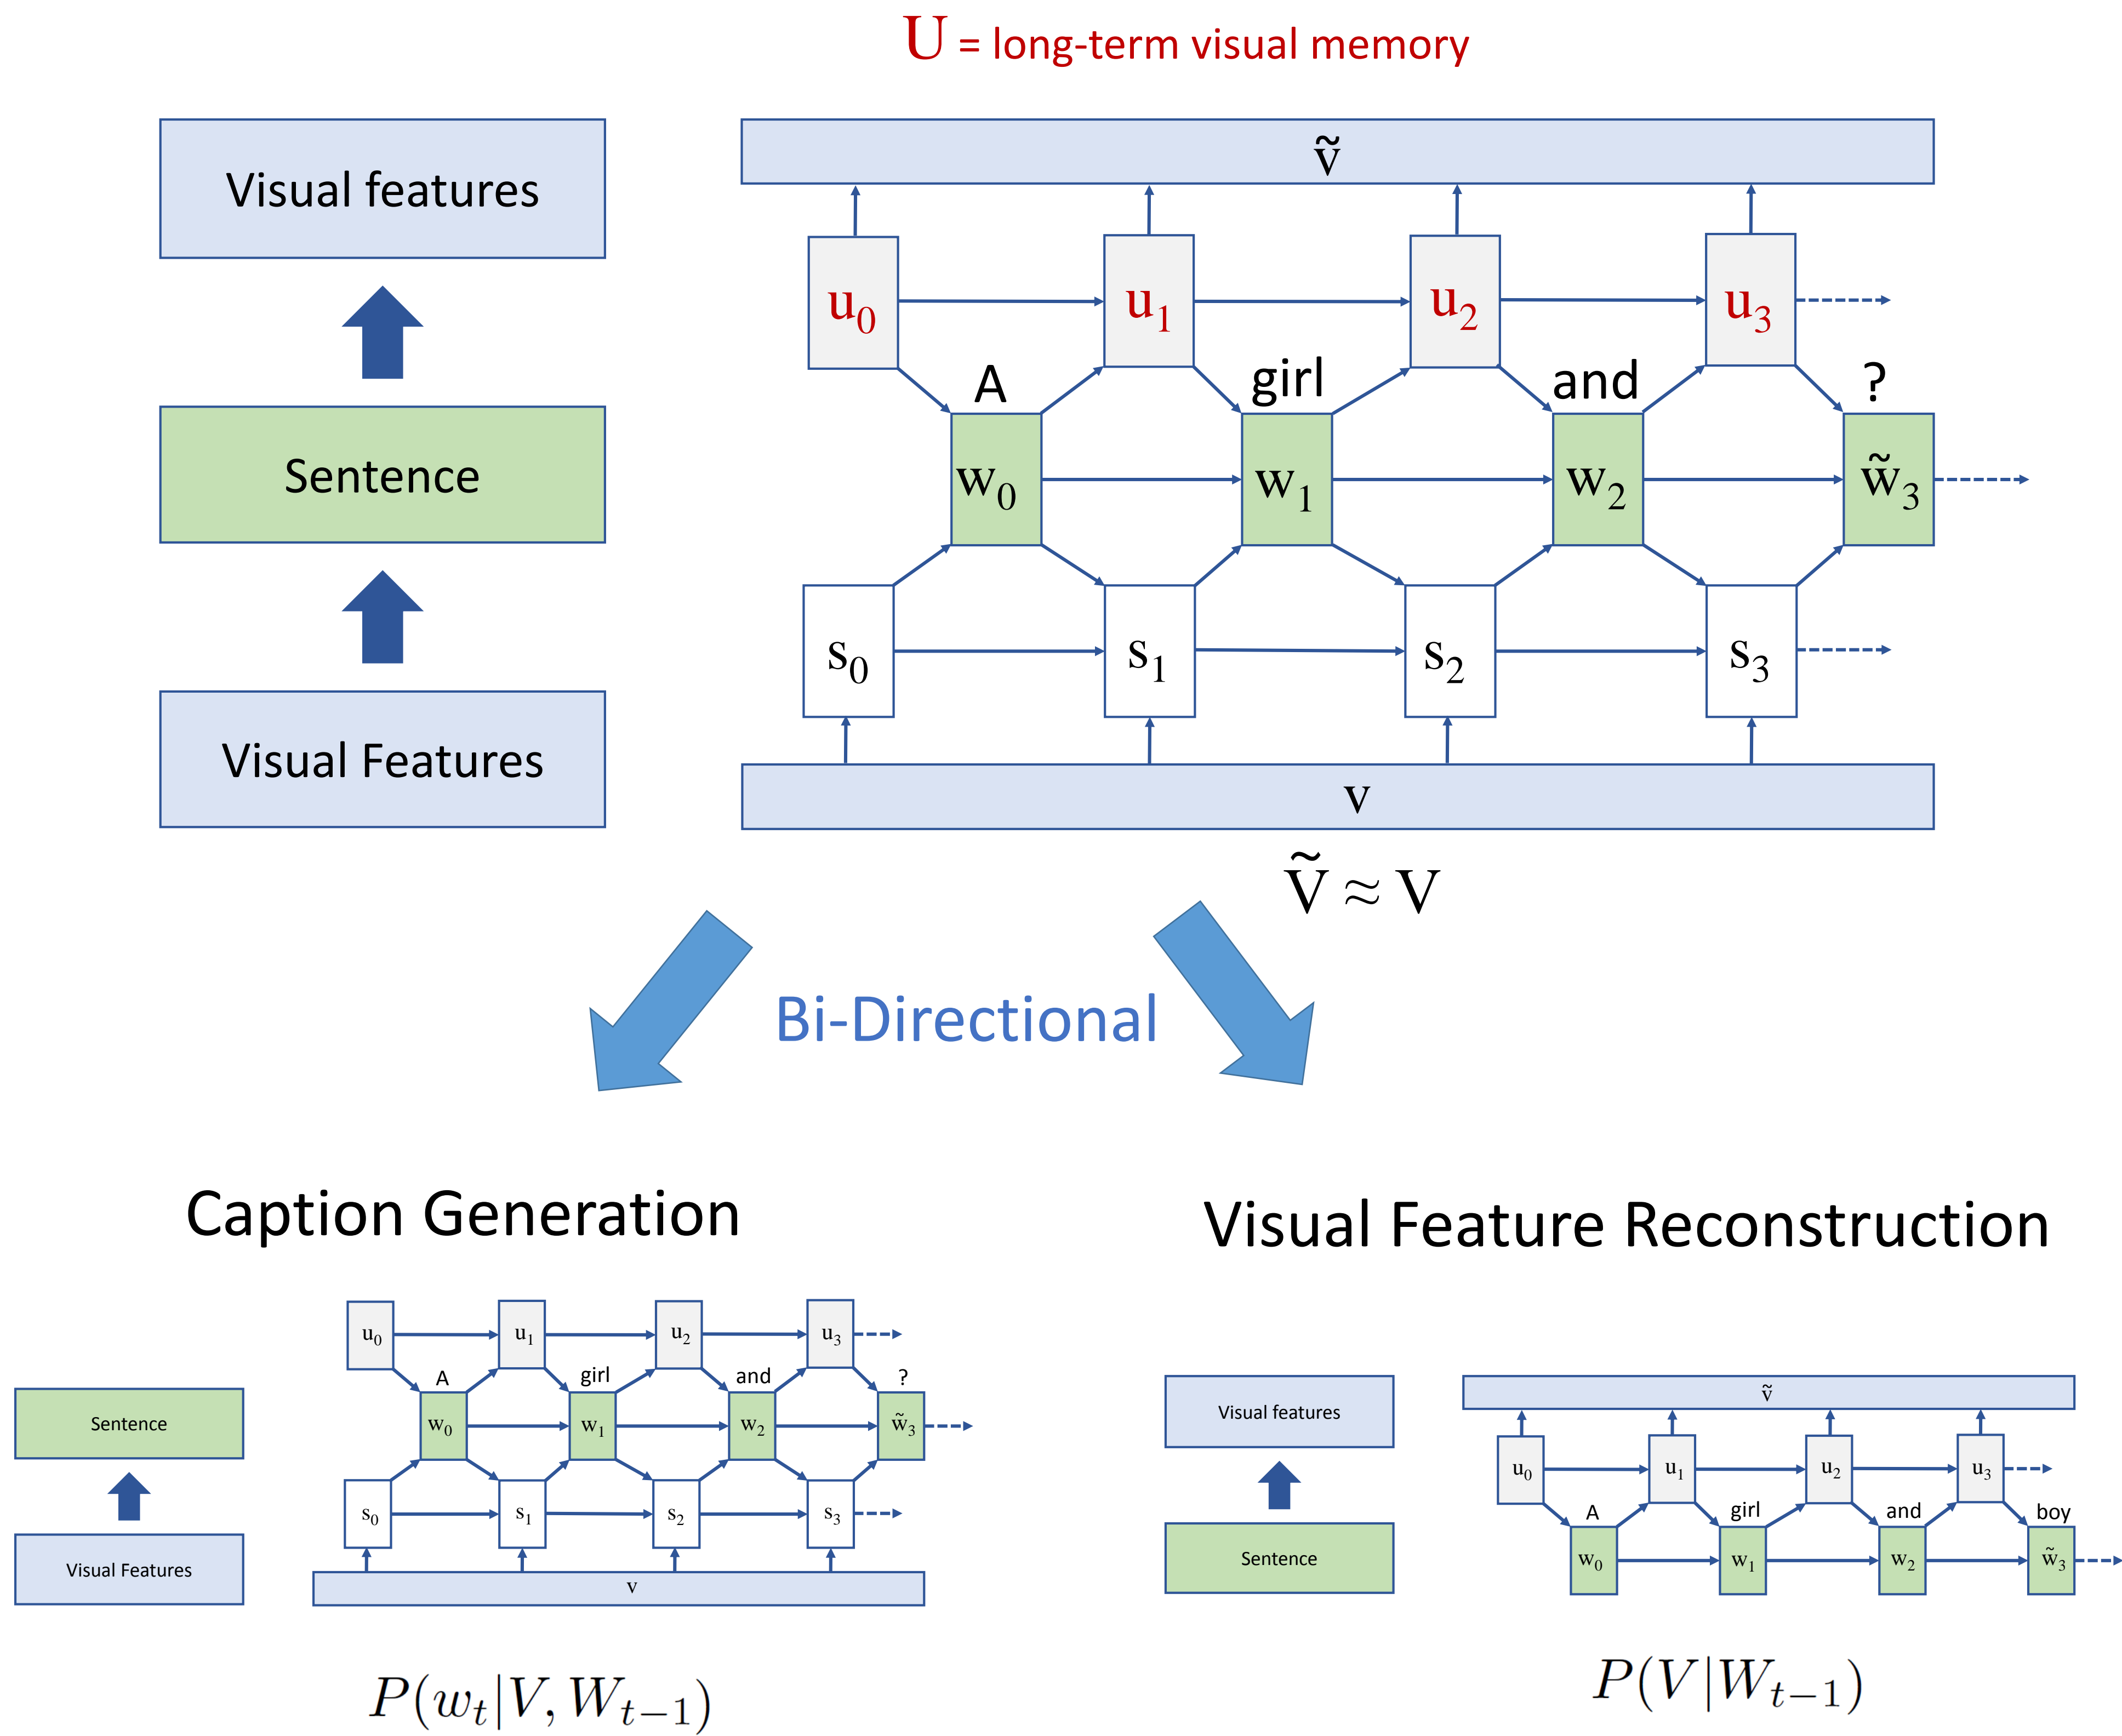 U = long-term visual memory
Visual features
Sentence
Visual Features
ṽ
u₀ u₁ u₂ u₃
A girl and ?
w₀ w₁ w₂ w̃₃
s₀ s₁ s₂ s₃
v
Ṽ ≈ V
Bi-Directional
Caption Generation
Sentence
Visual Features
u₀ u₁ u₂ u₃
A girl and ?
w₀ w₁ w₂ w̃₃
s₀ s₁ s₂ s₃
v
P(wₜ|V, Wₜ₋₁)
Visual Feature Reconstruction
Visual features
Sentence
ṽ
u₀ u₁ u₂ u₃
A girl and boy
w₀ w₁ w₂ w̃₃
P(V|Wₜ₋₁)